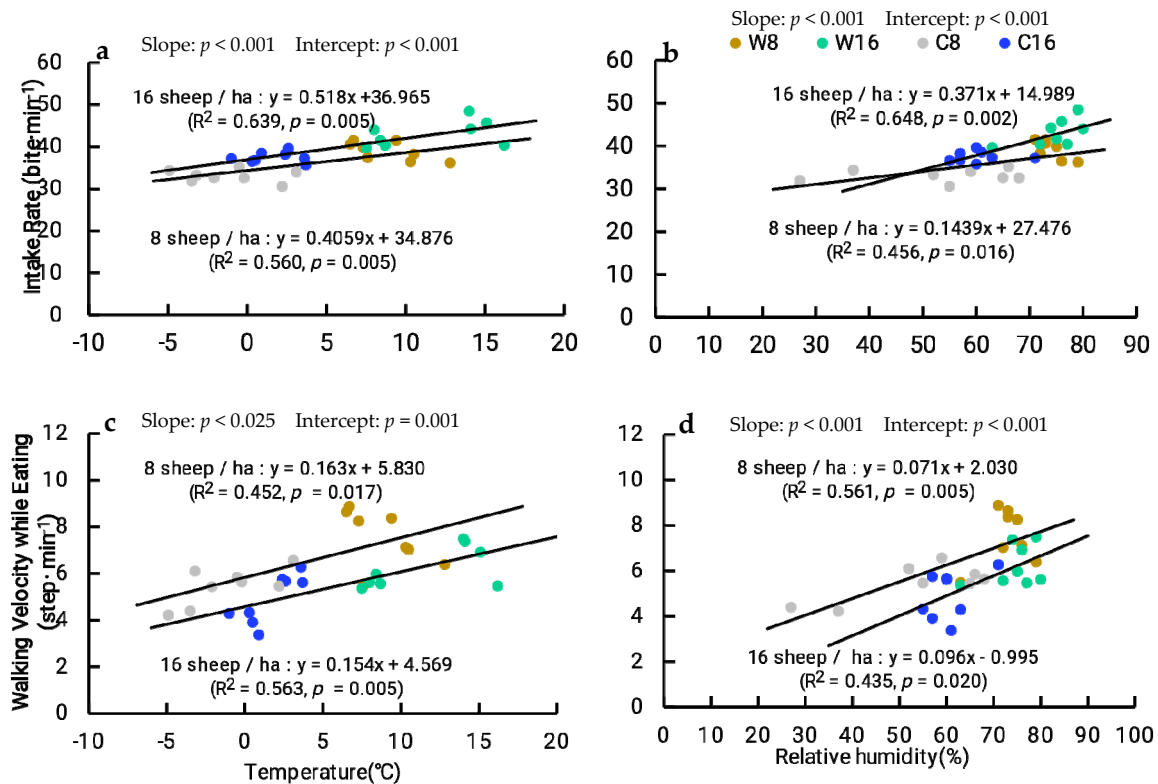 a
Slope: p < 0.001 Intercept: p < 0.001
Intake Rate (bite·min⁻¹)
60
50
40
30
20
10
0
16 sheep / ha : y = 0.518x +36.965
(R² = 0.639, p = 0.005)
8 sheep / ha : y = 0.4059x + 34.876
(R² = 0.560, p = 0.005)
-10 -5 0 5 10 15 20
b
Slope: p < 0.001 Intercept: p < 0.001
W8 W16 C8 C16
60
50
40
30
20
10
0
16 sheep / ha : y = 0.371x + 14.989
(R² = 0.648, p = 0.002)
8 sheep / ha : y = 0.1439x + 27.476
(R² = 0.456, p = 0.016)
0 10 20 30 40 50 60 70 80 90
c
Slope: p < 0.025 Intercept: p = 0.001
Walking Velocity while Eating
(step· min⁻¹)
12
10
8
6
4
2
0
8 sheep / ha : y = 0.163x + 5.830
(R² = 0.452, p = 0.017)
16 sheep / ha : y = 0.154x + 4.569
(R² = 0.563, p = 0.005)
-10 -5 0 5 10 15 20
Temperature(°C)
d
Slope: p < 0.001 Intercept: p < 0.001
12
10
8
6
4
2
0
8 sheep / ha : y = 0.071x + 2.030
(R² = 0.561, p = 0.005)
16 sheep / ha : y = 0.096x - 0.995
(R² = 0.435, p = 0.020)
0 10 20 30 40 50 60 70 80 90 100
Relative humidity(%)